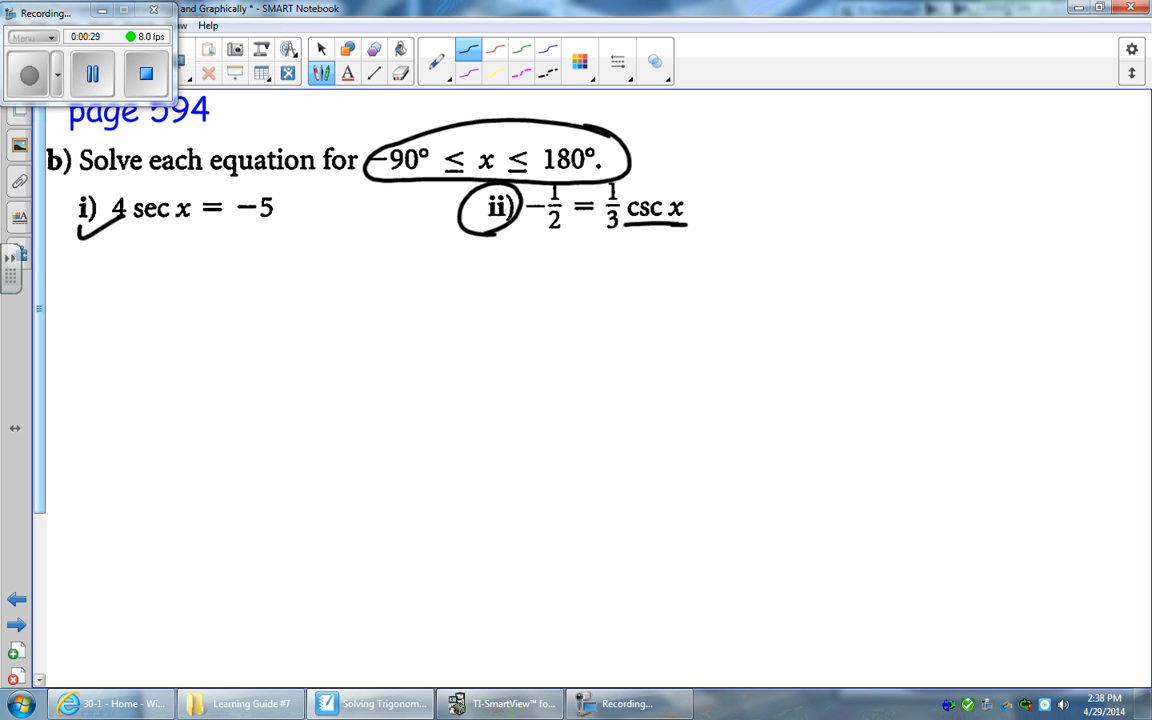 and Graphically * - SMART Notebook
Recording...
Help
Menu
0:00:29
8.0 fps
page 594
b) Solve each equation for −90° ≤ x ≤ 180°.
i) 4 sec x = −5
ii) −1/2 = 1/3 csc x
30-1 - Home - Wi...
Learning Guide #7
Solving Trigonom...
TI-SmartView™ fo...
Recording...
2:38 PM
4/29/2014